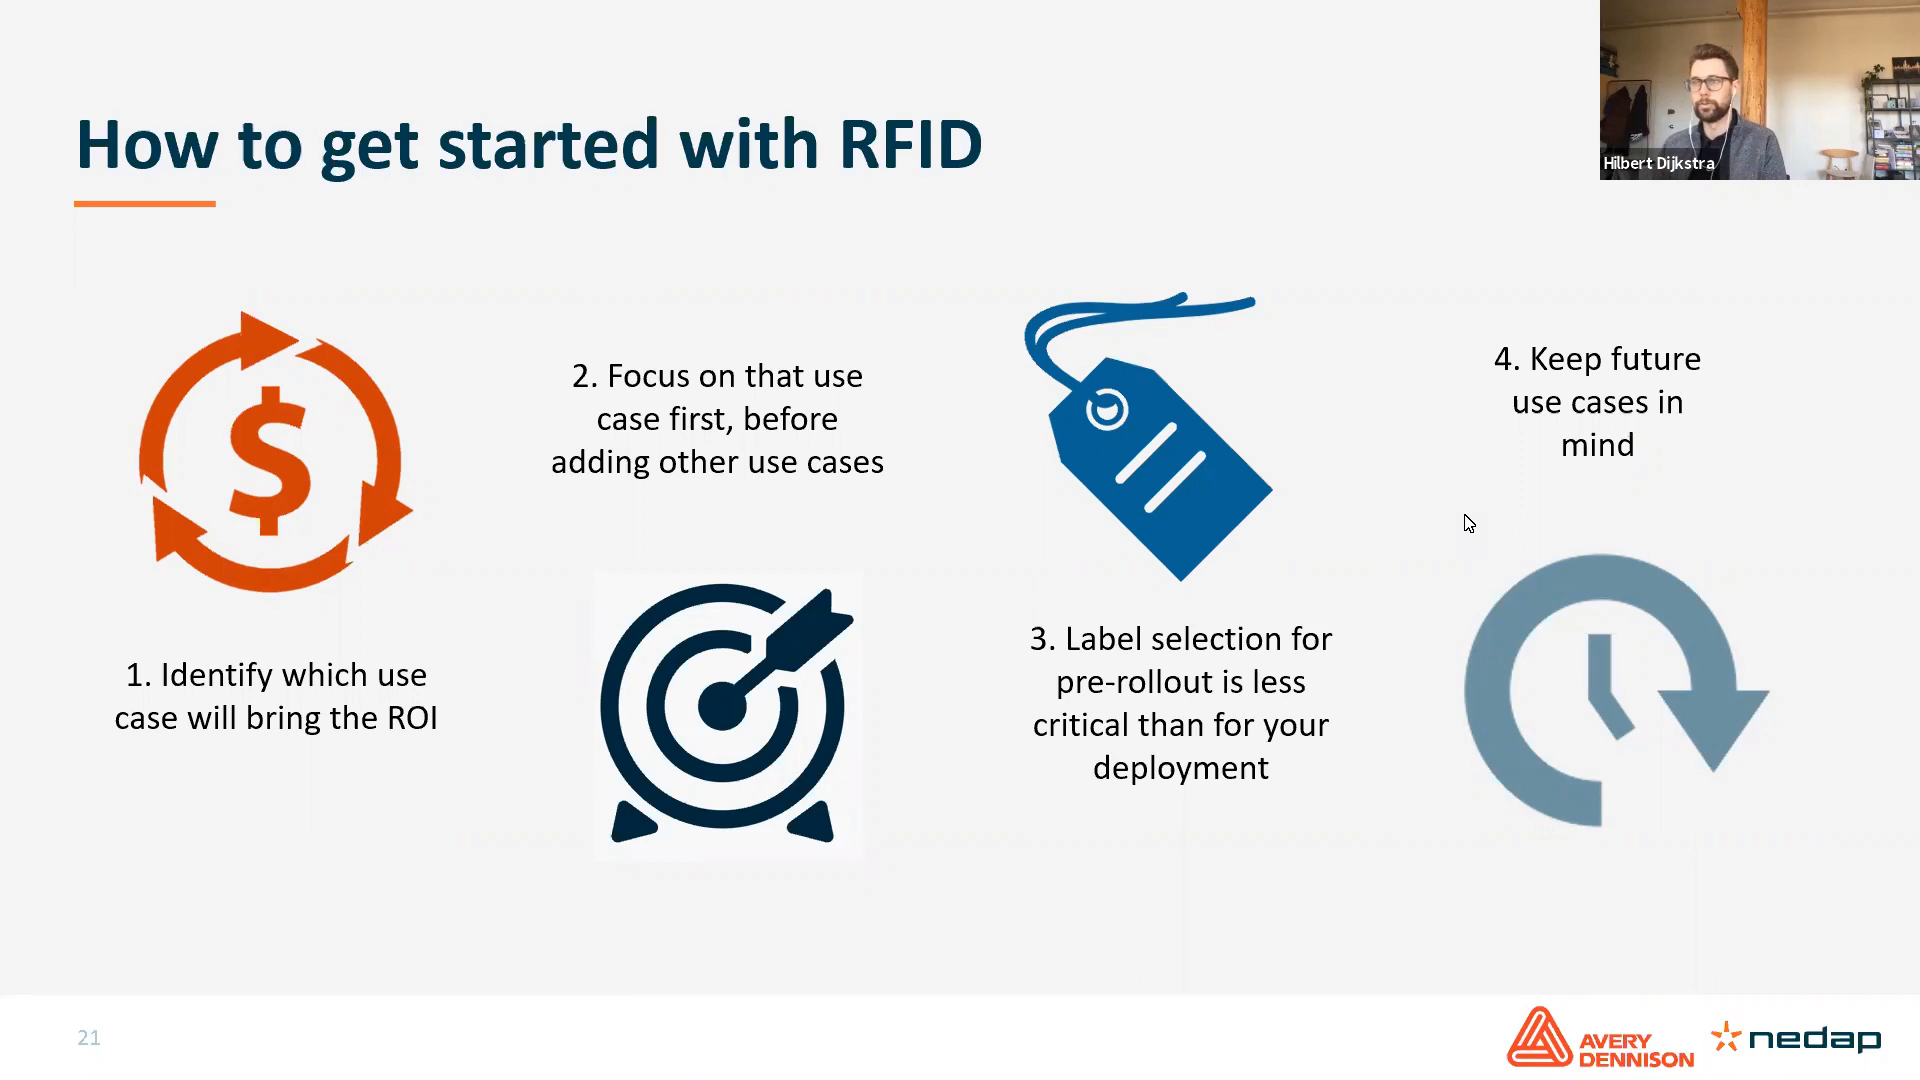 How to get started with RFID
Hilbert Dijkstra
$
1. Identify which use
case will bring the ROI
2. Focus on that use
case first, before
adding other use cases
3. Label selection for
pre-rollout is less
critical than for your
deployment
4. Keep future
use cases in
mind
21
AVERY
DENNISON
nedap